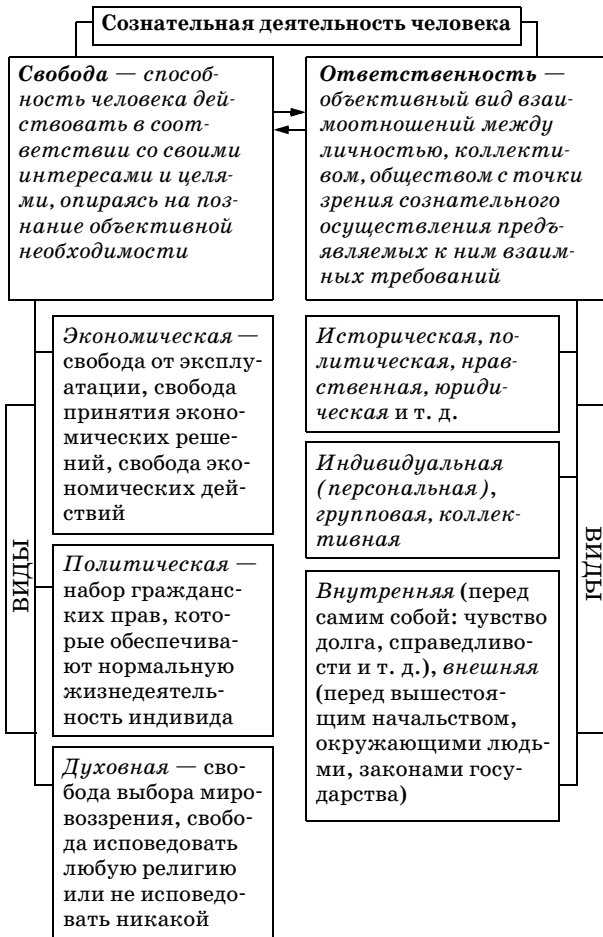 Сознательная деятельность человека
Свобода — способ-
ность человека дей-
ствовать в соот-
ветствии со своими
интересами и целя-
ми, опираясь на поз-
нание объективной
необходимости
Ответственность —
объективный вид взаи-
моотношений между
личностью, коллекти-
вом, обществом с точки
зрения сознательного
осуществления предъ-
являемых к ним взаим-
ных требований
ВИДЫ
Экономическая —
свобода от эксплу-
атации, свобода
принятия эконо-
мических реше-
ний, свобода эко-
номических дей-
ствий
Политическая —
набор гражданс-
ких прав, кото-
рые обеспечива-
ют нормальную
жизнедеятель-
ность индивида
Духовная — сво-
бода выбора миро-
воззрения, свобо-
да исповедовать
любую религию
или не исповедо-
вать никакой
Историческая, по-
литическая, нрав-
ственная, юриди-
ческая и т. д.
Индивидуальная
(персональная),
групповая, коллек-
тивная
Внутренняя (перед
самим собой: чувство
долга, справедливо-
сти и т. д.), внешняя
(перед вышестоя-
щим начальством,
окружающими людь-
ми, законами госу-
дарства)
ВИДЫ